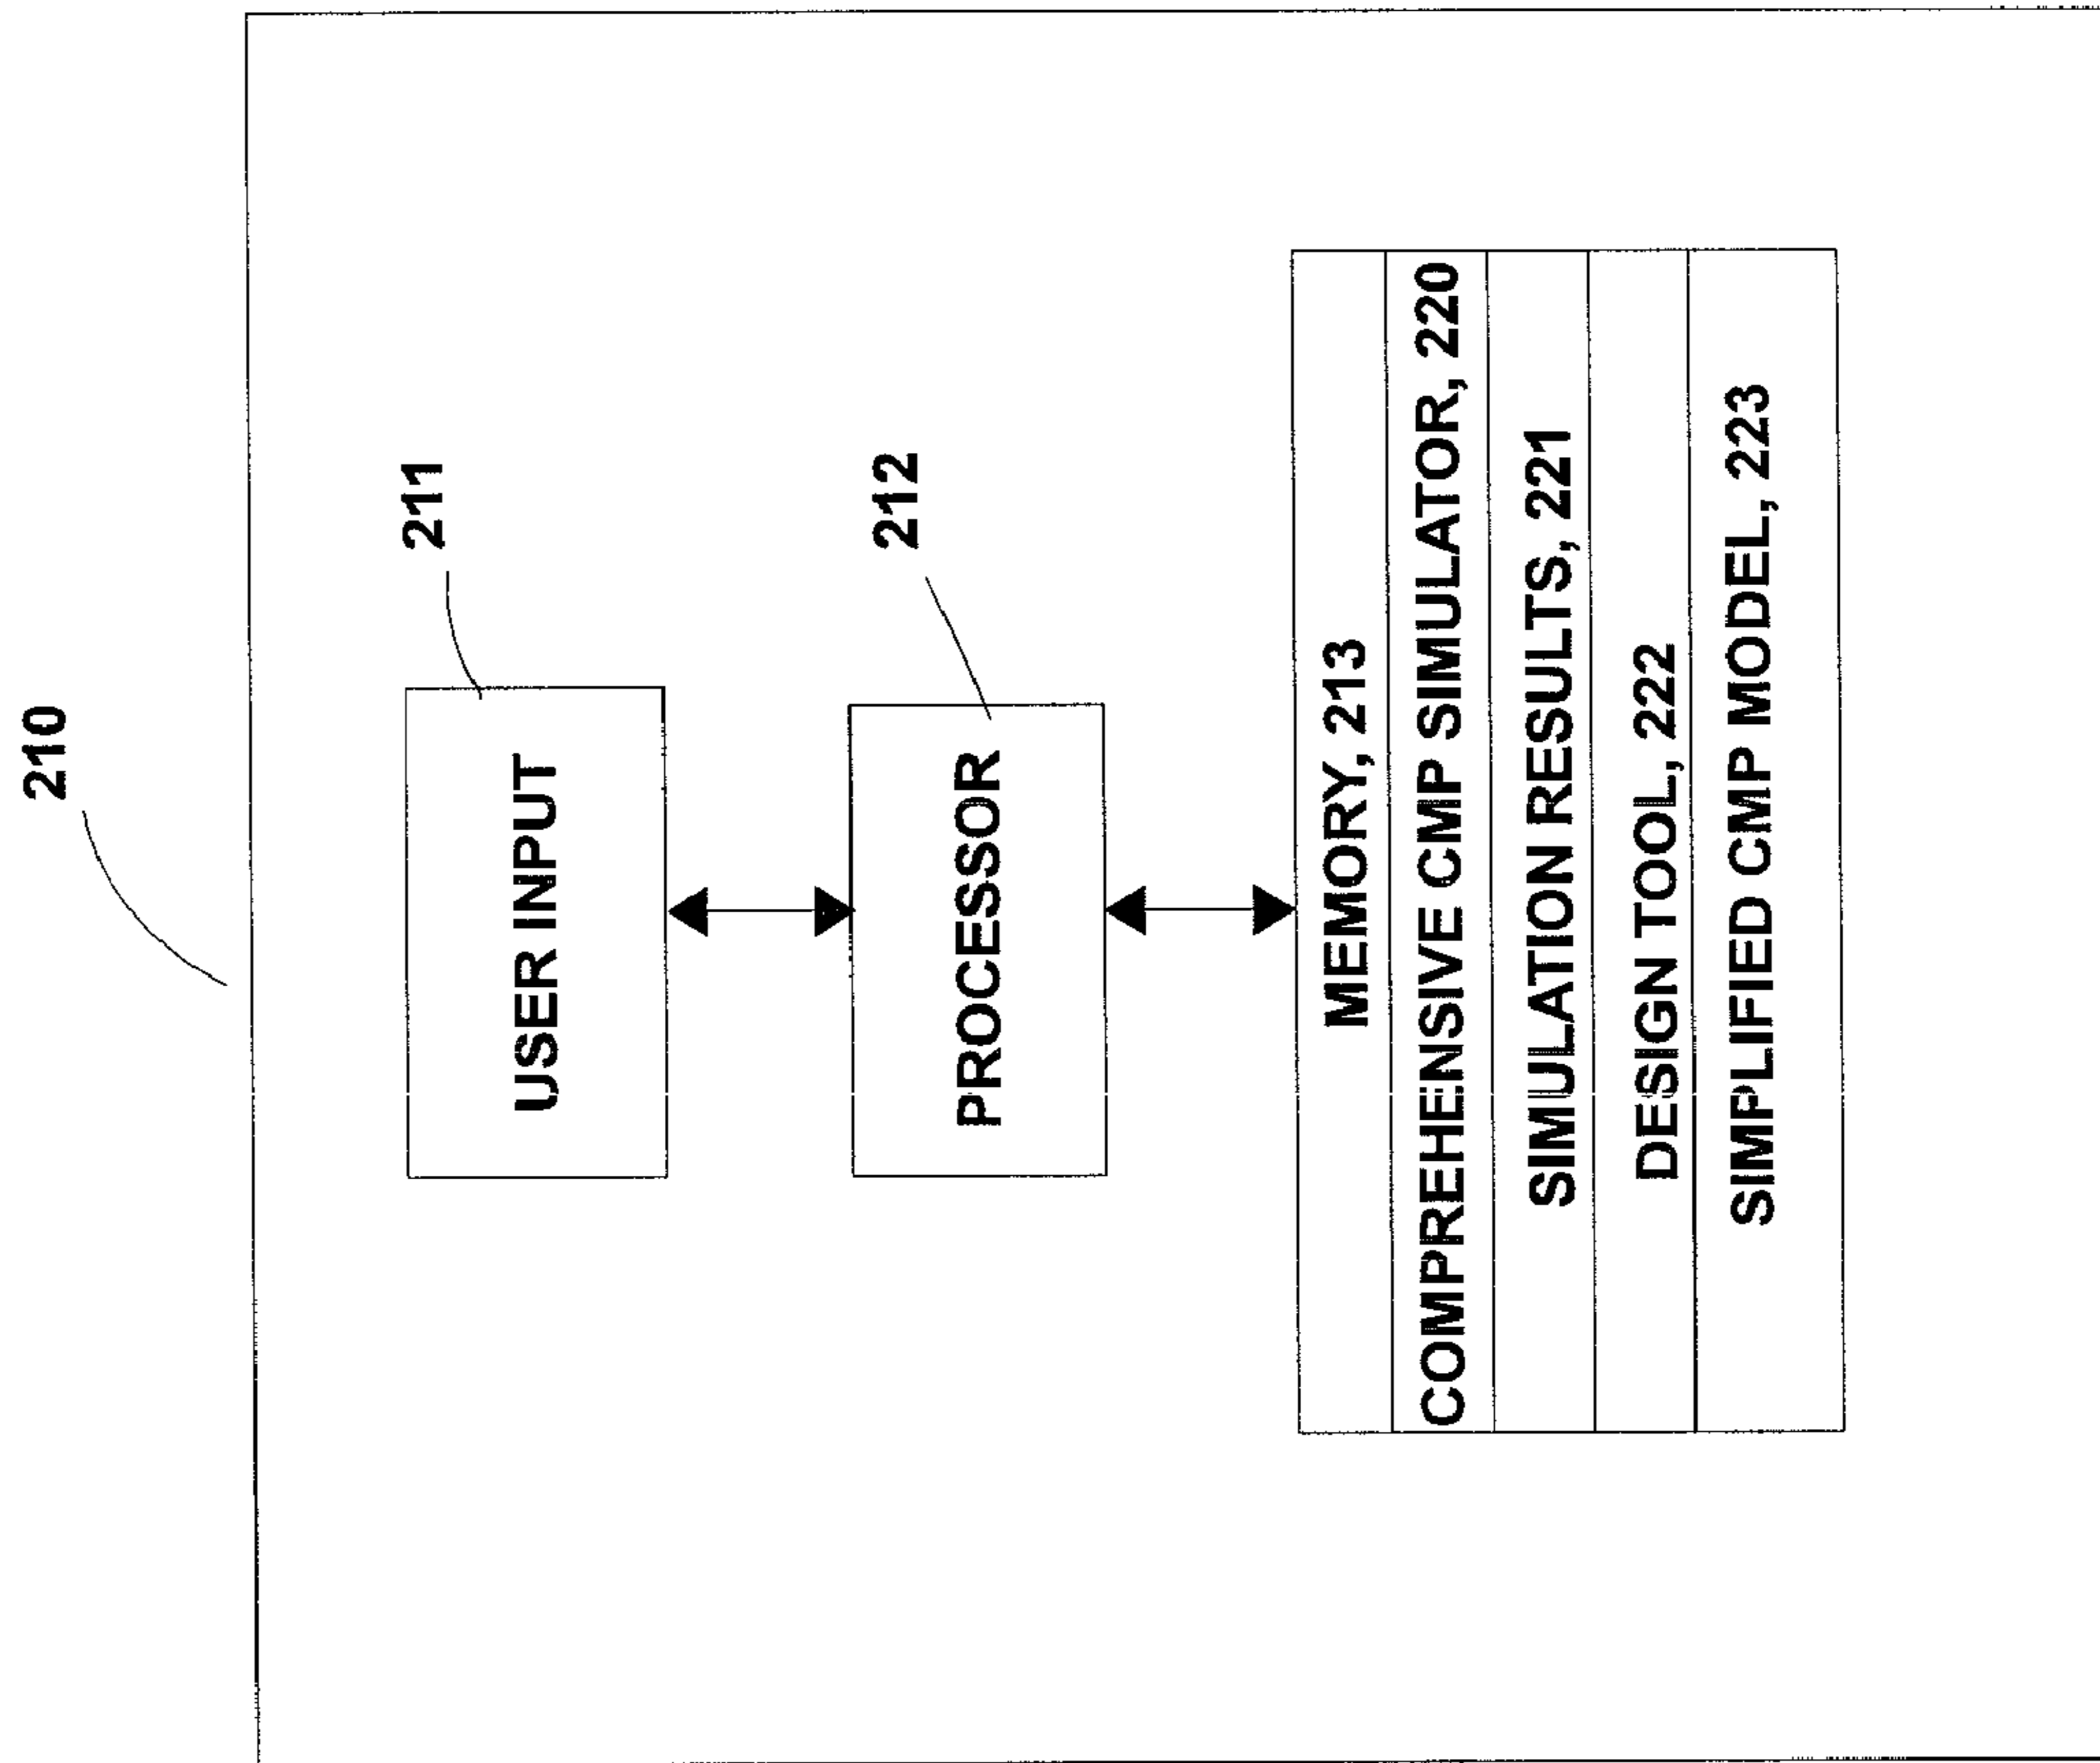 210
211
USER INPUT
212
PROCESSOR
MEMORY, 213
COMPREHENSIVE CMP SIMULATOR, 220
SIMULATION RESULTS, 221
DESIGN TOOL, 222
SIMPLIFIED CMP MODEL, 223